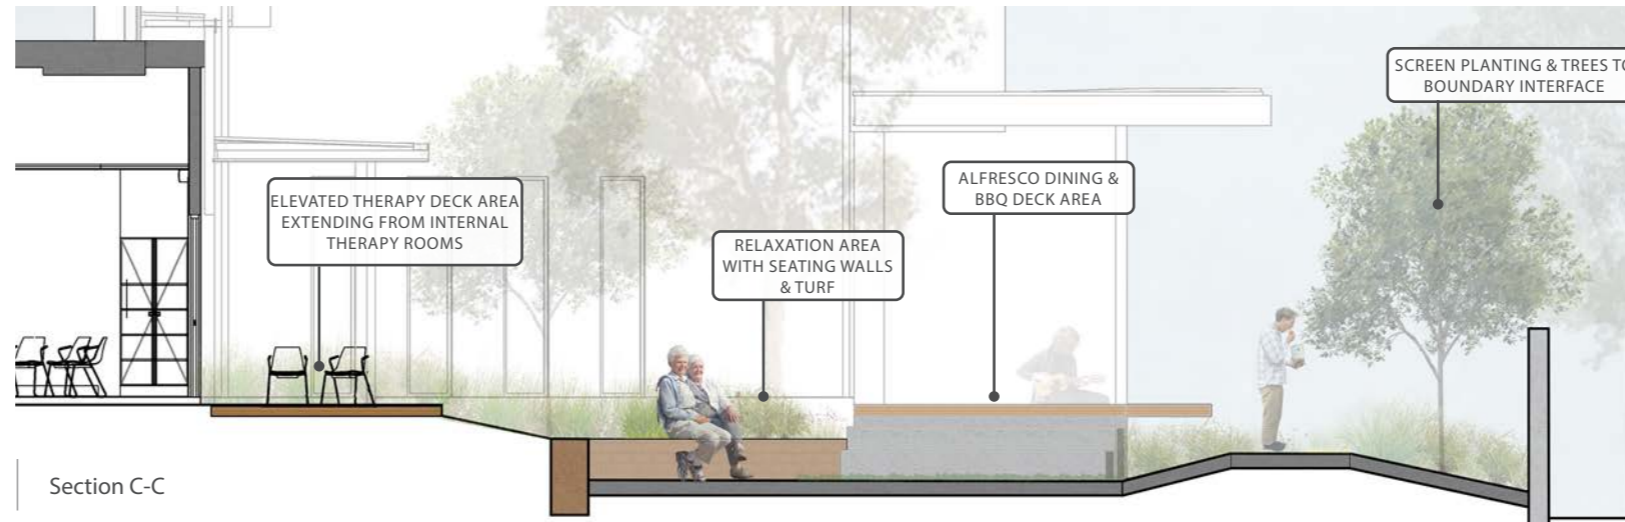 SCREEN PLANTING & TREES TO
BOUNDARY INTERFACE
ALFRESCO DINING &
BBQ DECK AREA
ELEVATED THERAPY DECK AREA
EXTENDING FROM INTERNAL
THERAPY ROOMS
RELAXATION AREA
WITH SEATING WALLS
& TURF
Section C-C